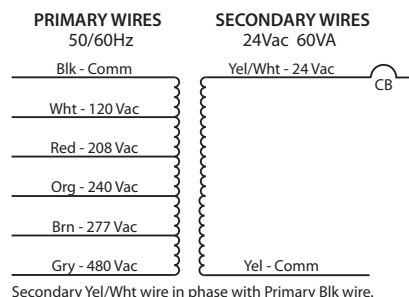 PRIMARY WIRES
50/60Hz
SECONDARY WIRES
24Vac 60VA
Blk - Comm
Wht - 120 Vac
Red - 208 Vac
Org - 240 Vac
Brn - 277 Vac
Gry - 480 Vac
Yel/Wht - 24 Vac
CB
Yel - Comm
Secondary Yel/Wht wire in phase with Primary Blk wire.